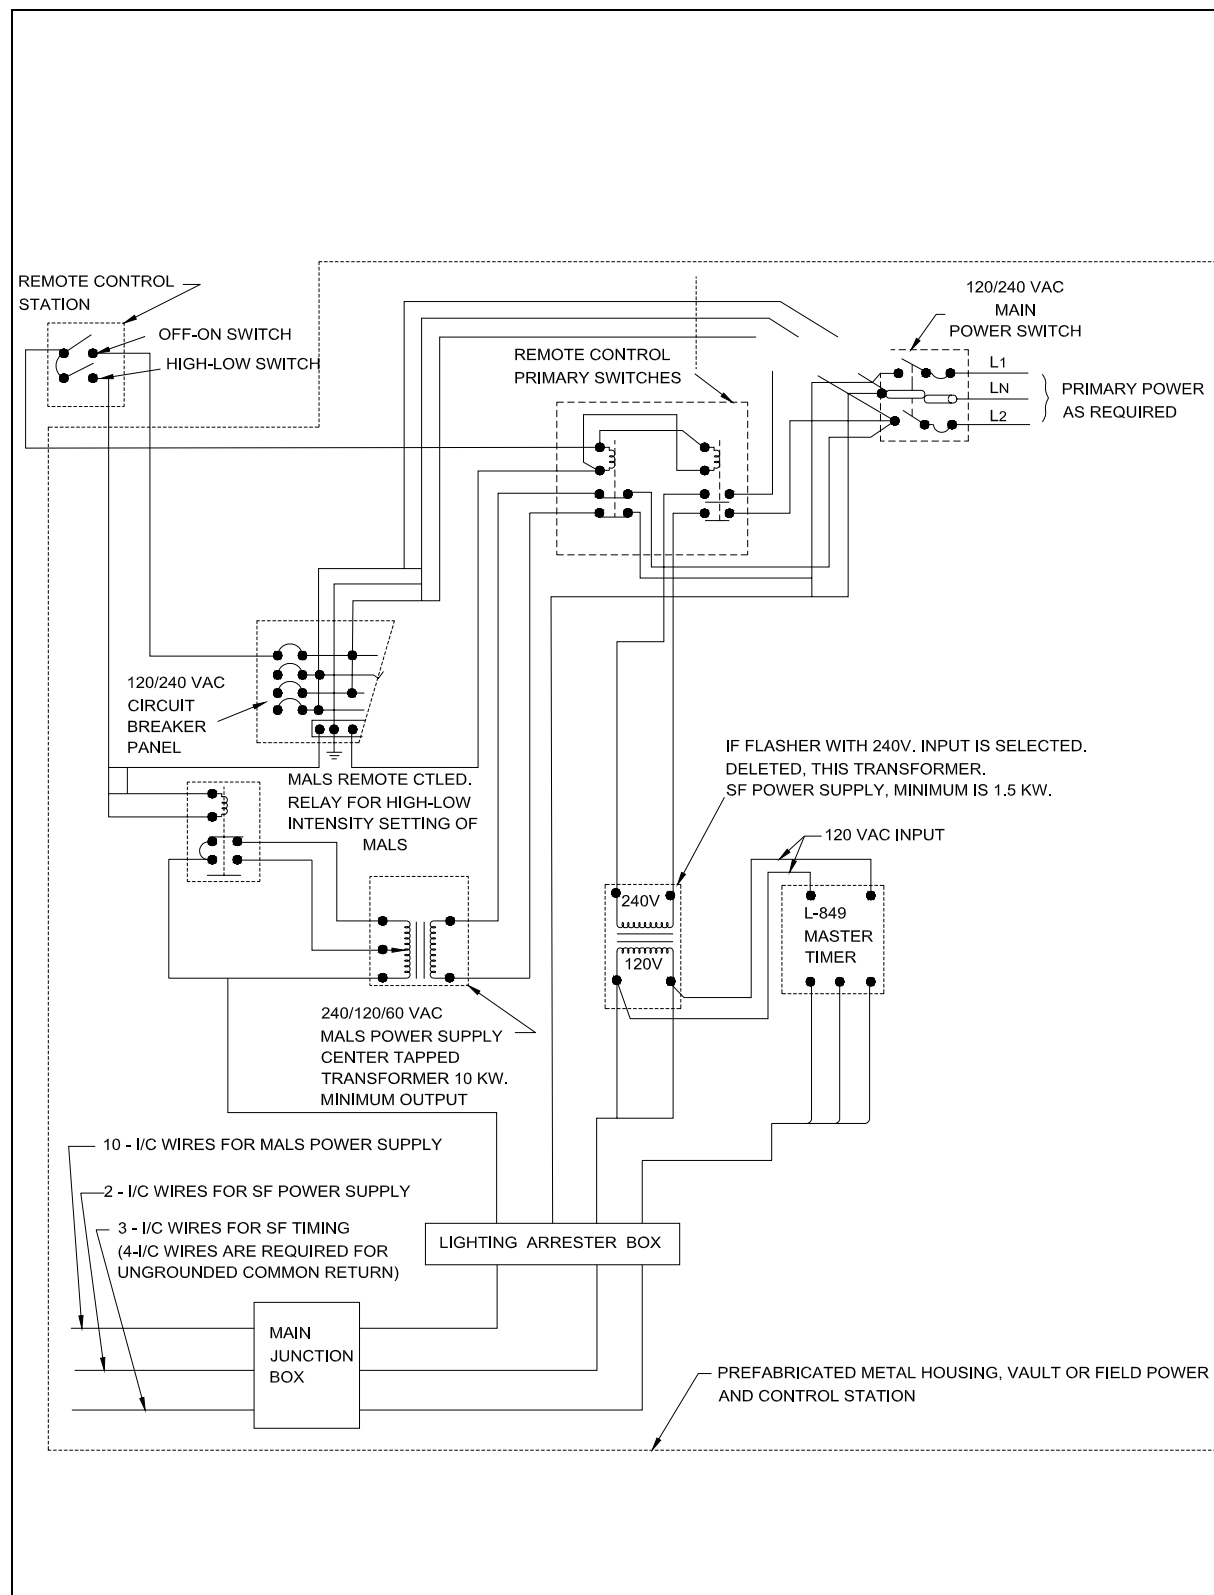 REMOTE CONTROL
STATION
OFF-ON SWITCH
HIGH-LOW SWITCH
120/240 VAC
MAIN
POWER SWITCH
REMOTE CONTROL
PRIMARY SWITCHES
L1
LN
L2
PRIMARY POWER
AS REQUIRED
120/240 VAC
CIRCUIT
BREAKER
PANEL
MALS REMOTE CTLED.
RELAY FOR HIGH-LOW
INTENSITY SETTING OF
MALS
IF FLASHER WITH 240V. INPUT IS SELECTED.
DELETED, THIS TRANSFORMER.
SF POWER SUPPLY, MINIMUM IS 1.5 KW.
120 VAC INPUT
240V
120V
L-849
MASTER
TIMER
240/120/60 VAC
MALS POWER SUPPLY
CENTER TAPPED
TRANSFORMER 10 KW.
MINIMUM OUTPUT
10 - I/C WIRES FOR MALS POWER SUPPLY
2 - I/C WIRES FOR SF POWER SUPPLY
3 - I/C WIRES FOR SF TIMING
(4-I/C WIRES ARE REQUIRED FOR
UNGROUNDED COMMON RETURN)
LIGHTING ARRESTER BOX
MAIN
JUNCTION
BOX
PREFABRICATED METAL HOUSING, VAULT OR FIELD POWER
AND CONTROL STATION